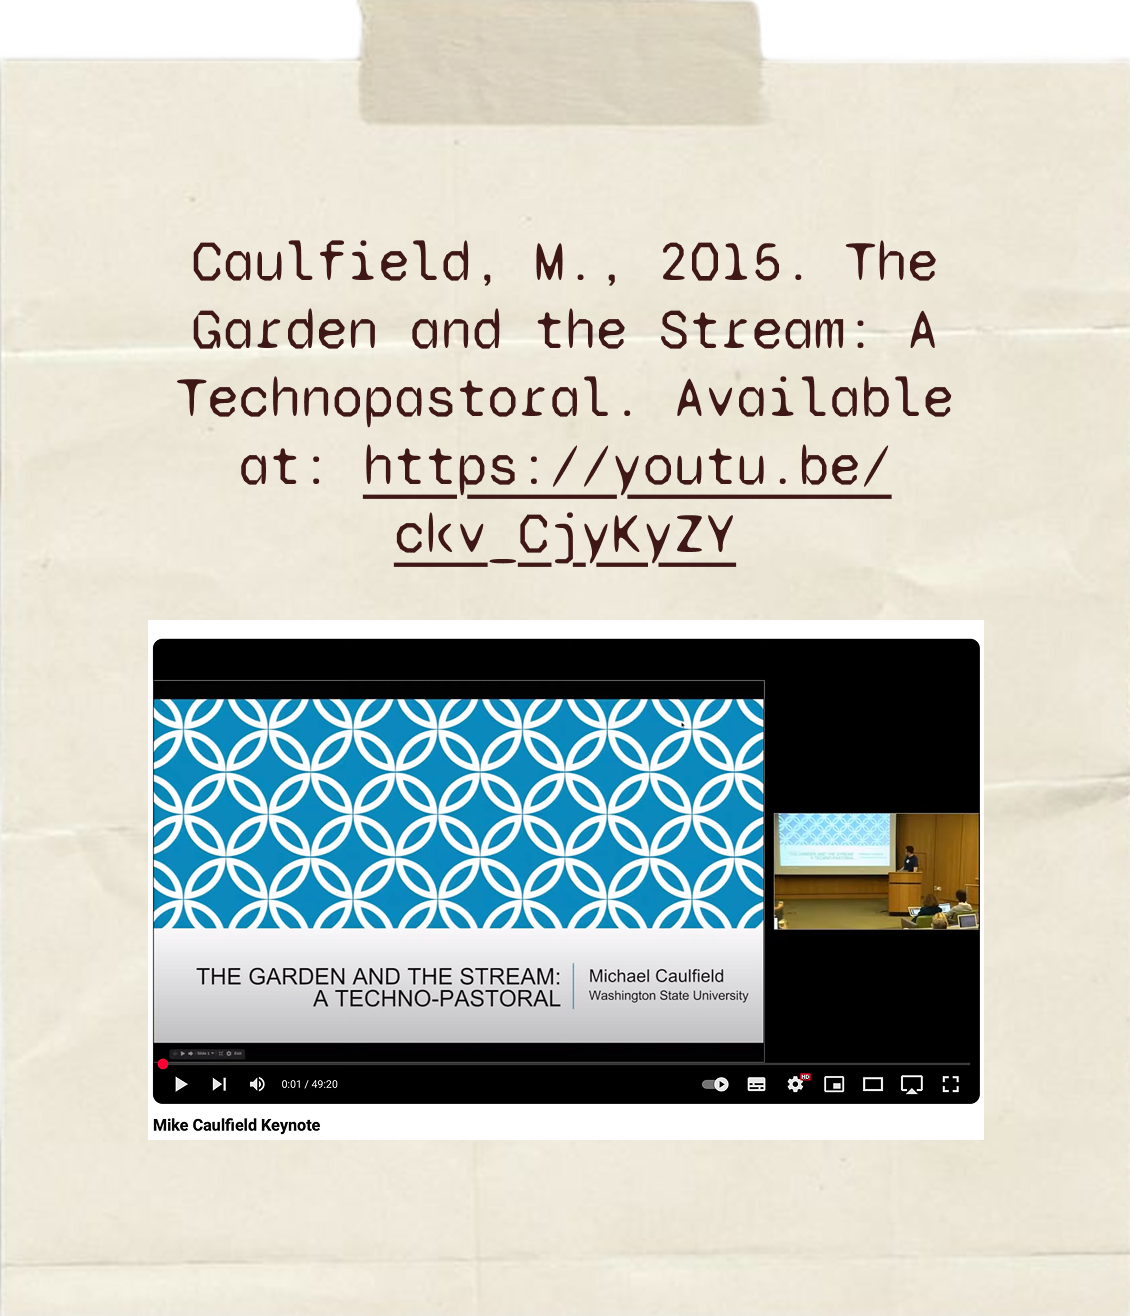 Caulfield, M., 2015. The
Garden and the Stream: A
Technopastoral. Available
at: https://youtu.be/
ckv_CjyKyZY
THE GARDEN AND THE STREAM:
A TECHNO-PASTORAL
Michael Caulfield
Washington State University
0:01 / 49:20
HD
Mike Caulfield Keynote